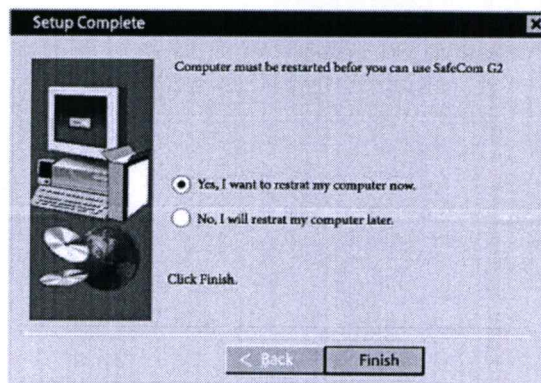 Setup Complete
Computer must be restarted befor you can use SafeCom G2
Yes, I want to restrat my computer now.
No, I will restrat my computer later.
Click Finish.
< Back
Finish